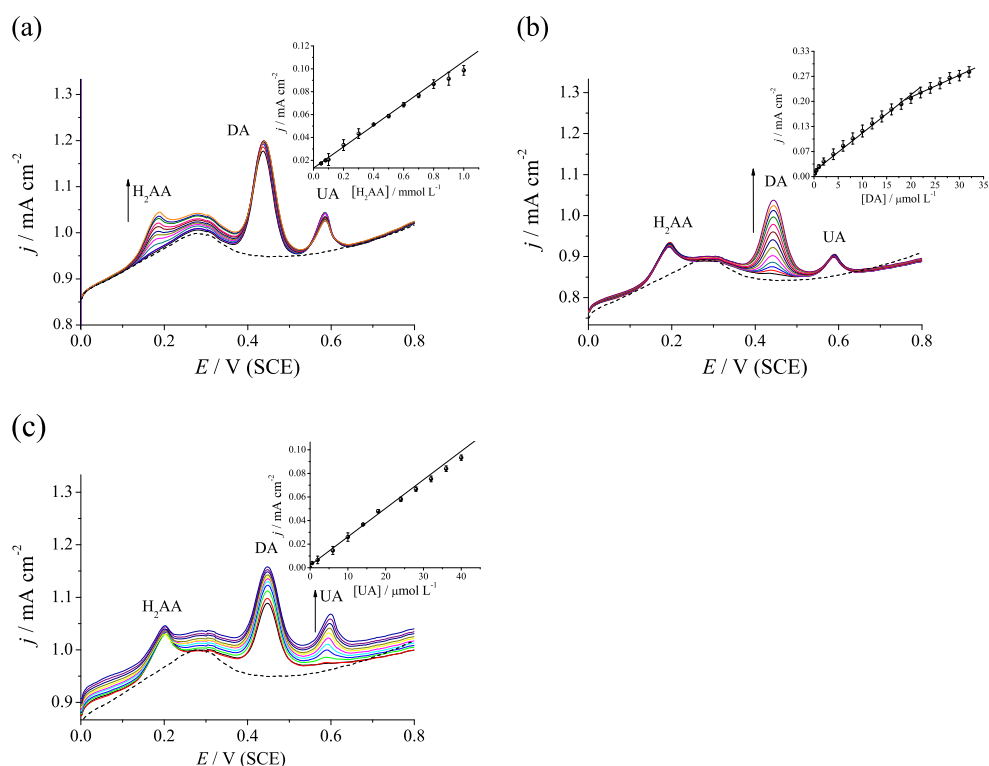 (a)
j / mA cm⁻²
1.3
1.2
1.1
1.0
0.9
0.8
0.0 0.2 0.4 0.6 0.8
E / V (SCE)
H₂AA
DA
UA
j / mA cm⁻²
0.12
0.10
0.08
0.06
0.04
0.02
0.0 0.2 0.4 0.6 0.8 1.0
[H₂AA] / mmol L⁻¹
(b)
j / mA cm⁻²
1.3
1.2
1.1
1.0
0.9
0.8
0.0 0.2 0.4 0.6 0.8
E / V (SCE)
H₂AA
DA
UA
j / mA cm⁻²
0.33
0.27
0.22
0.17
0.11
0.06
0.00
0 5 10 15 20 25 30 35
[DA] / μmol L⁻¹
(c)
j / mA cm⁻²
1.3
1.2
1.1
1.0
0.9
0.0 0.2 0.4 0.6 0.8
E / V (SCE)
H₂AA
DA
UA
j / mA cm⁻²
0.10
0.08
0.06
0.04
0.02
0.00
0 10 20 30 40
[UA] / μmol L⁻¹